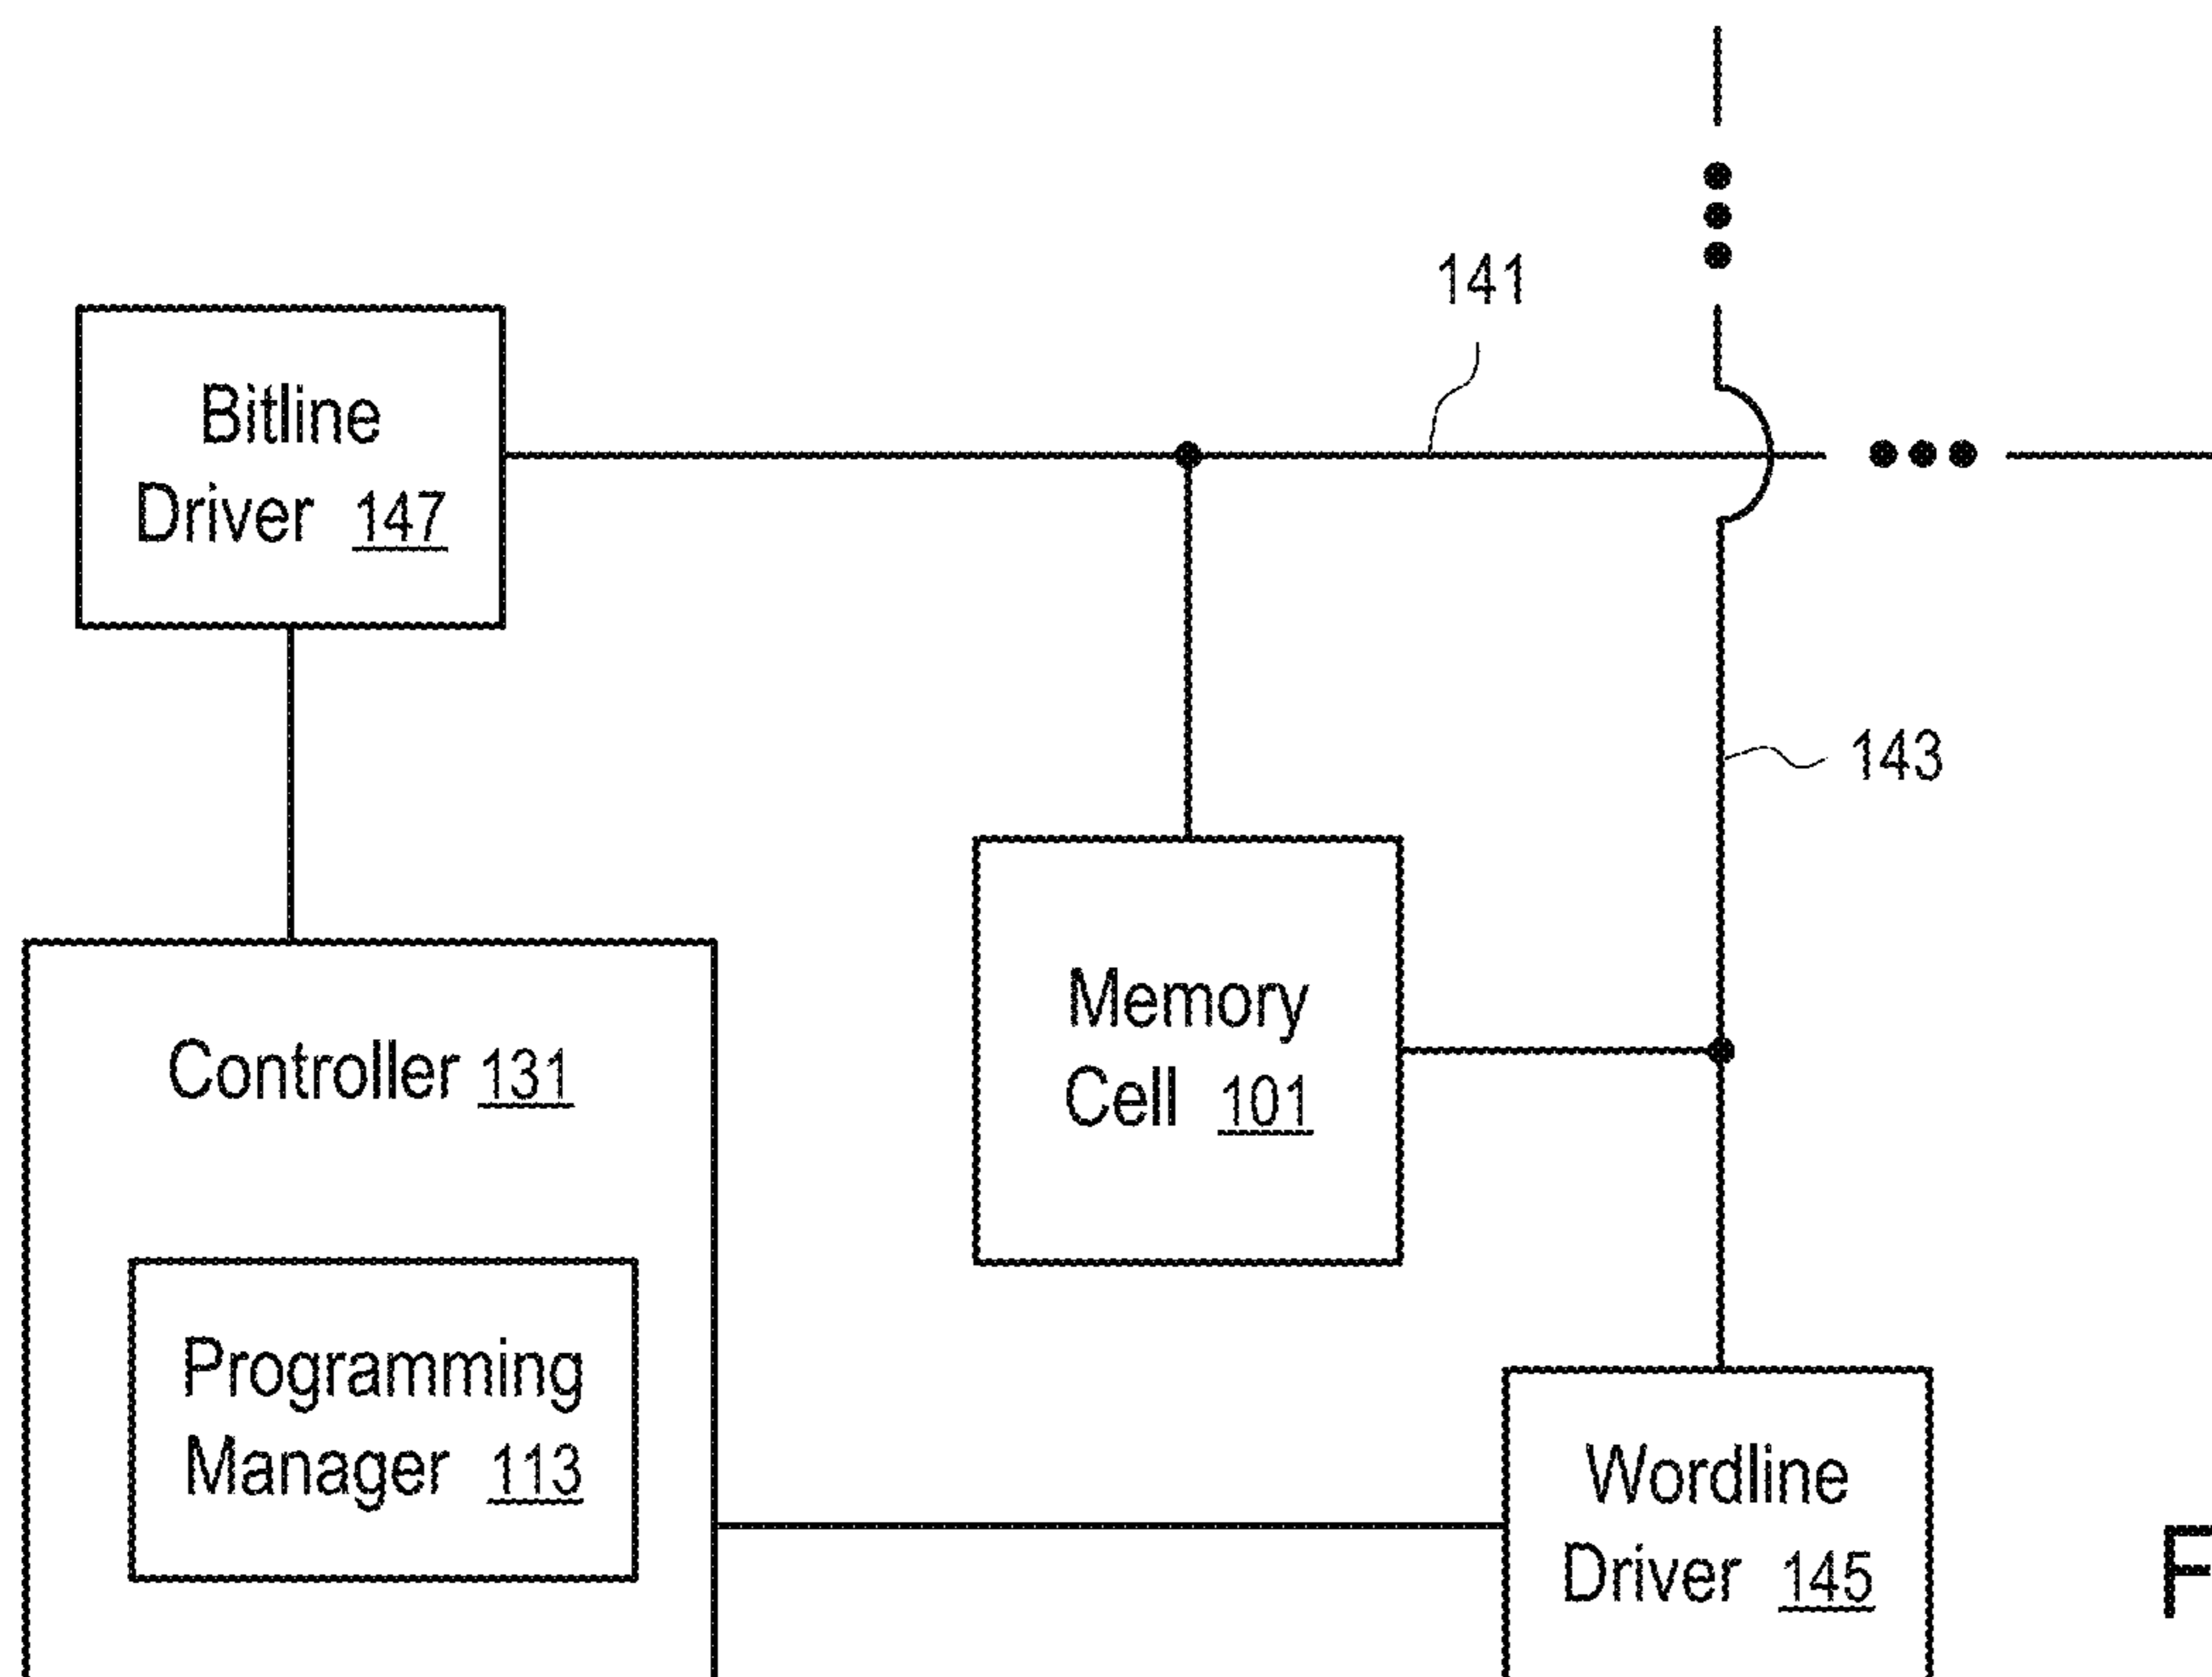 141
Bitline
Driver 147
143
Memory
Cell 101
Controller 131
Programming
Manager 113
Wordline
Driver 145
F